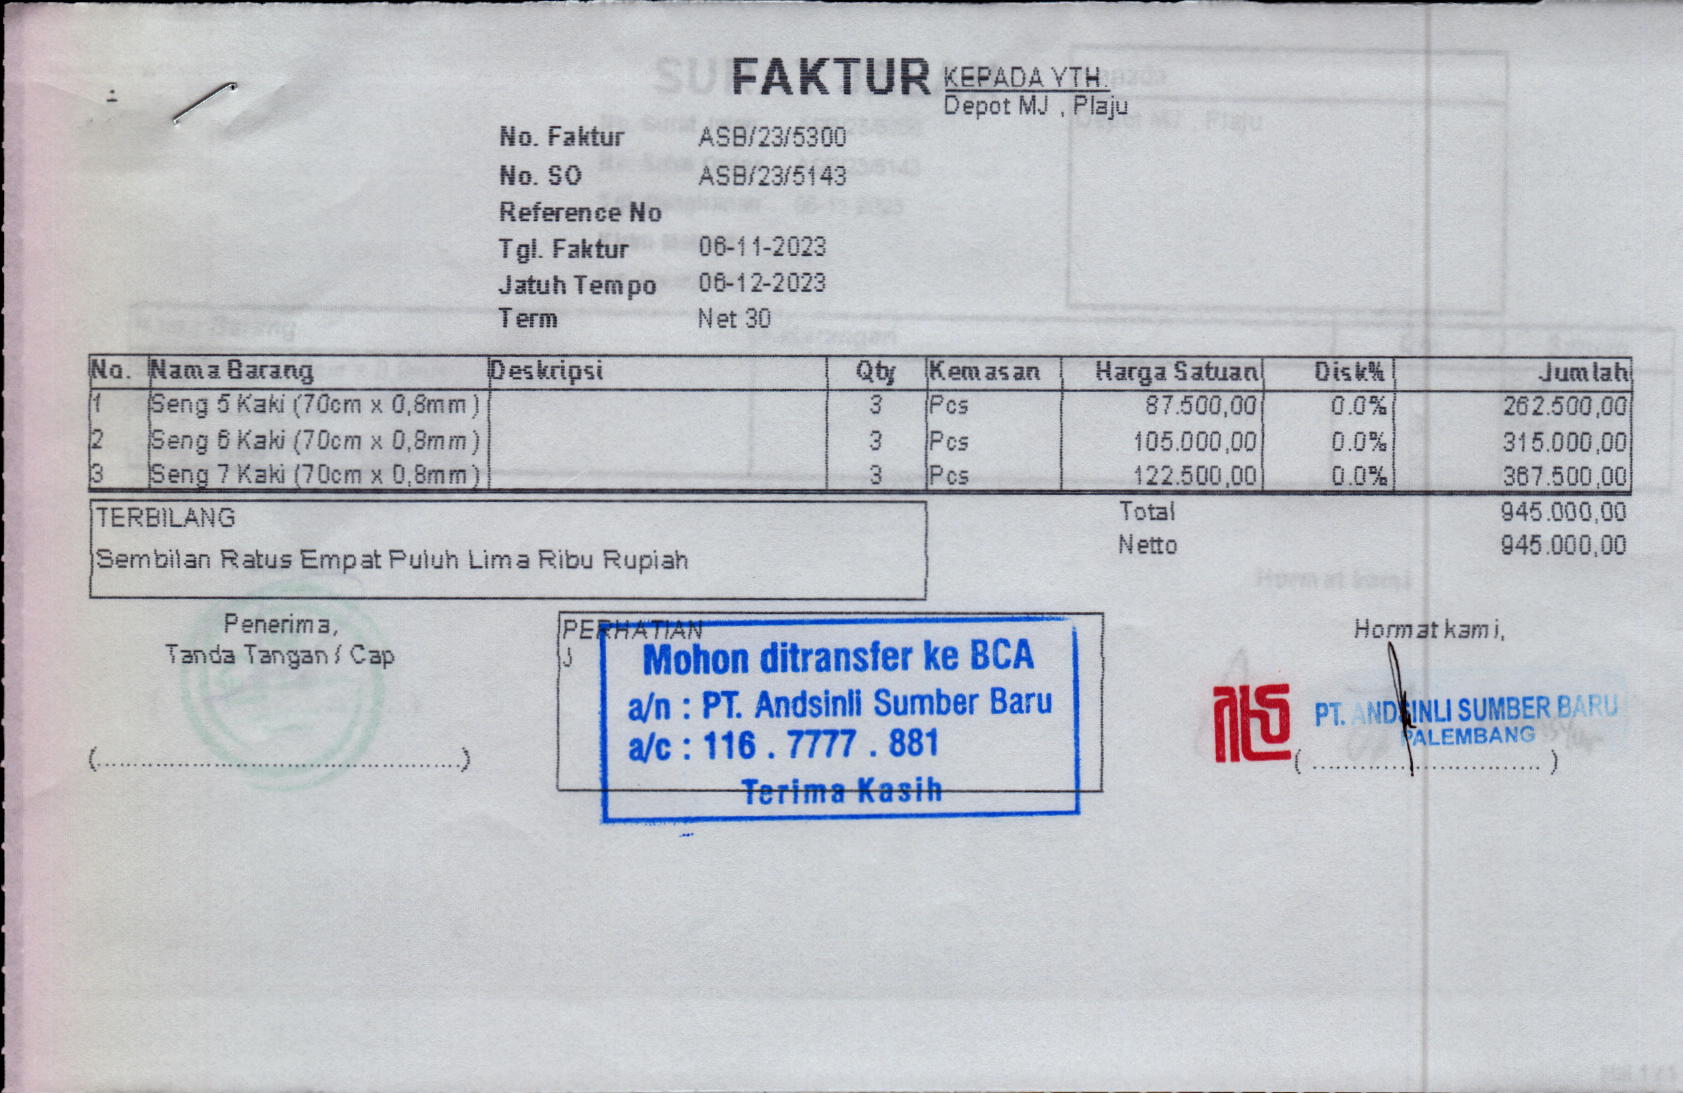 FAKTUR
KEPADA YTH.
Depot MJ , Plaju
No. Faktur ASB/23/5300
No. SO ASB/23/5143
Reference No
Tgl. Faktur 06-11-2023
Jatuh Tempo 06-12-2023
Term Net 30
No. Nama Barang Deskripsi Qty Kemasan Harga Satuan Disk% Jumlah
1 Seng 5 Kaki (70cm x 0,8mm) 3 Pcs 87.500,00 0.0% 262.500,00
2 Seng 6 Kaki (70cm x 0,8mm) 3 Pcs 105.000,00 0.0% 315.000,00
3 Seng 7 Kaki (70cm x 0,8mm) 3 Pcs 122.500,00 0.0% 367.500,00
Total 945.000,00
Netto 945.000,00
TERBILANG
Sembilan Ratus Empat Puluh Lima Ribu Rupiah
Penerima,
Tanda Tangan / Cap
(............................................)
PERHATIAN
Mohon ditransfer ke BCA
a/n : PT. Andsinli Sumber Baru
a/c : 116 . 7777 . 881
Terima Kasih
Hormat kami,
PT. ANDSINLI SUMBER BARU
PALEMBANG
( ............................ )